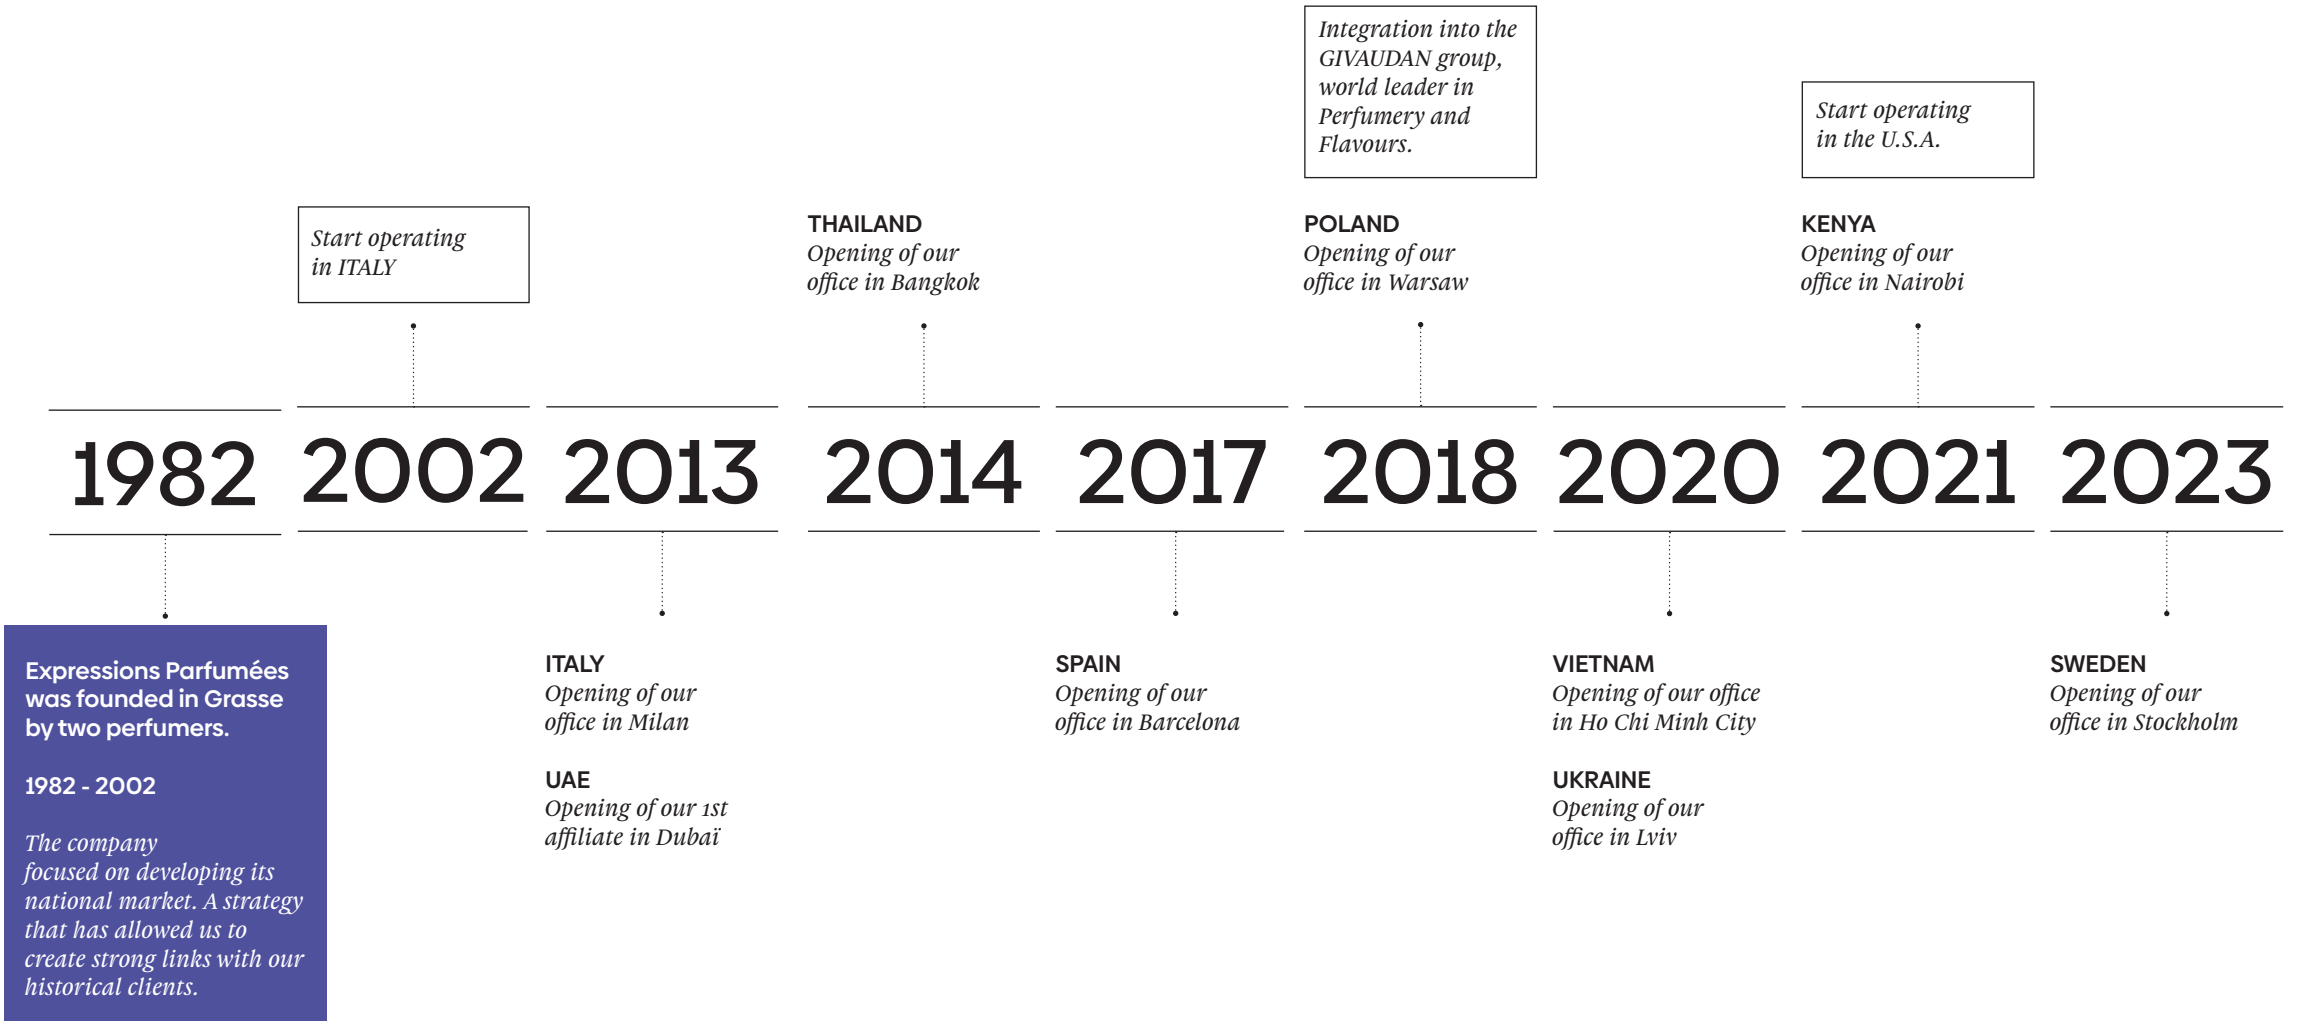 Integration into the
GIVAUDAN group,
world leader in
Perfumery and
Flavours.
Start operating
in the U.S.A.
Start operating
in ITALY
THAILAND
Opening of our
office in Bangkok
POLAND
Opening of our
office in Warsaw
KENYA
Opening of our
office in Nairobi
1982
2002
2013
2014
2017
2018
2020
2021
2023
Expressions Parfumées
was founded in Grasse
by two perfumers.
1982 - 2002
The company
focused on developing its
national market. A strategy
that has allowed us to
create strong links with our
historical clients.
ITALY
Opening of our
office in Milan
UAE
Opening of our 1st
affiliate in Dubaï
SPAIN
Opening of our
office in Barcelona
VIETNAM
Opening of our office
in Ho Chi Minh City
UKRAINE
Opening of our
office in Lviv
SWEDEN
Opening of our
office in Stockholm